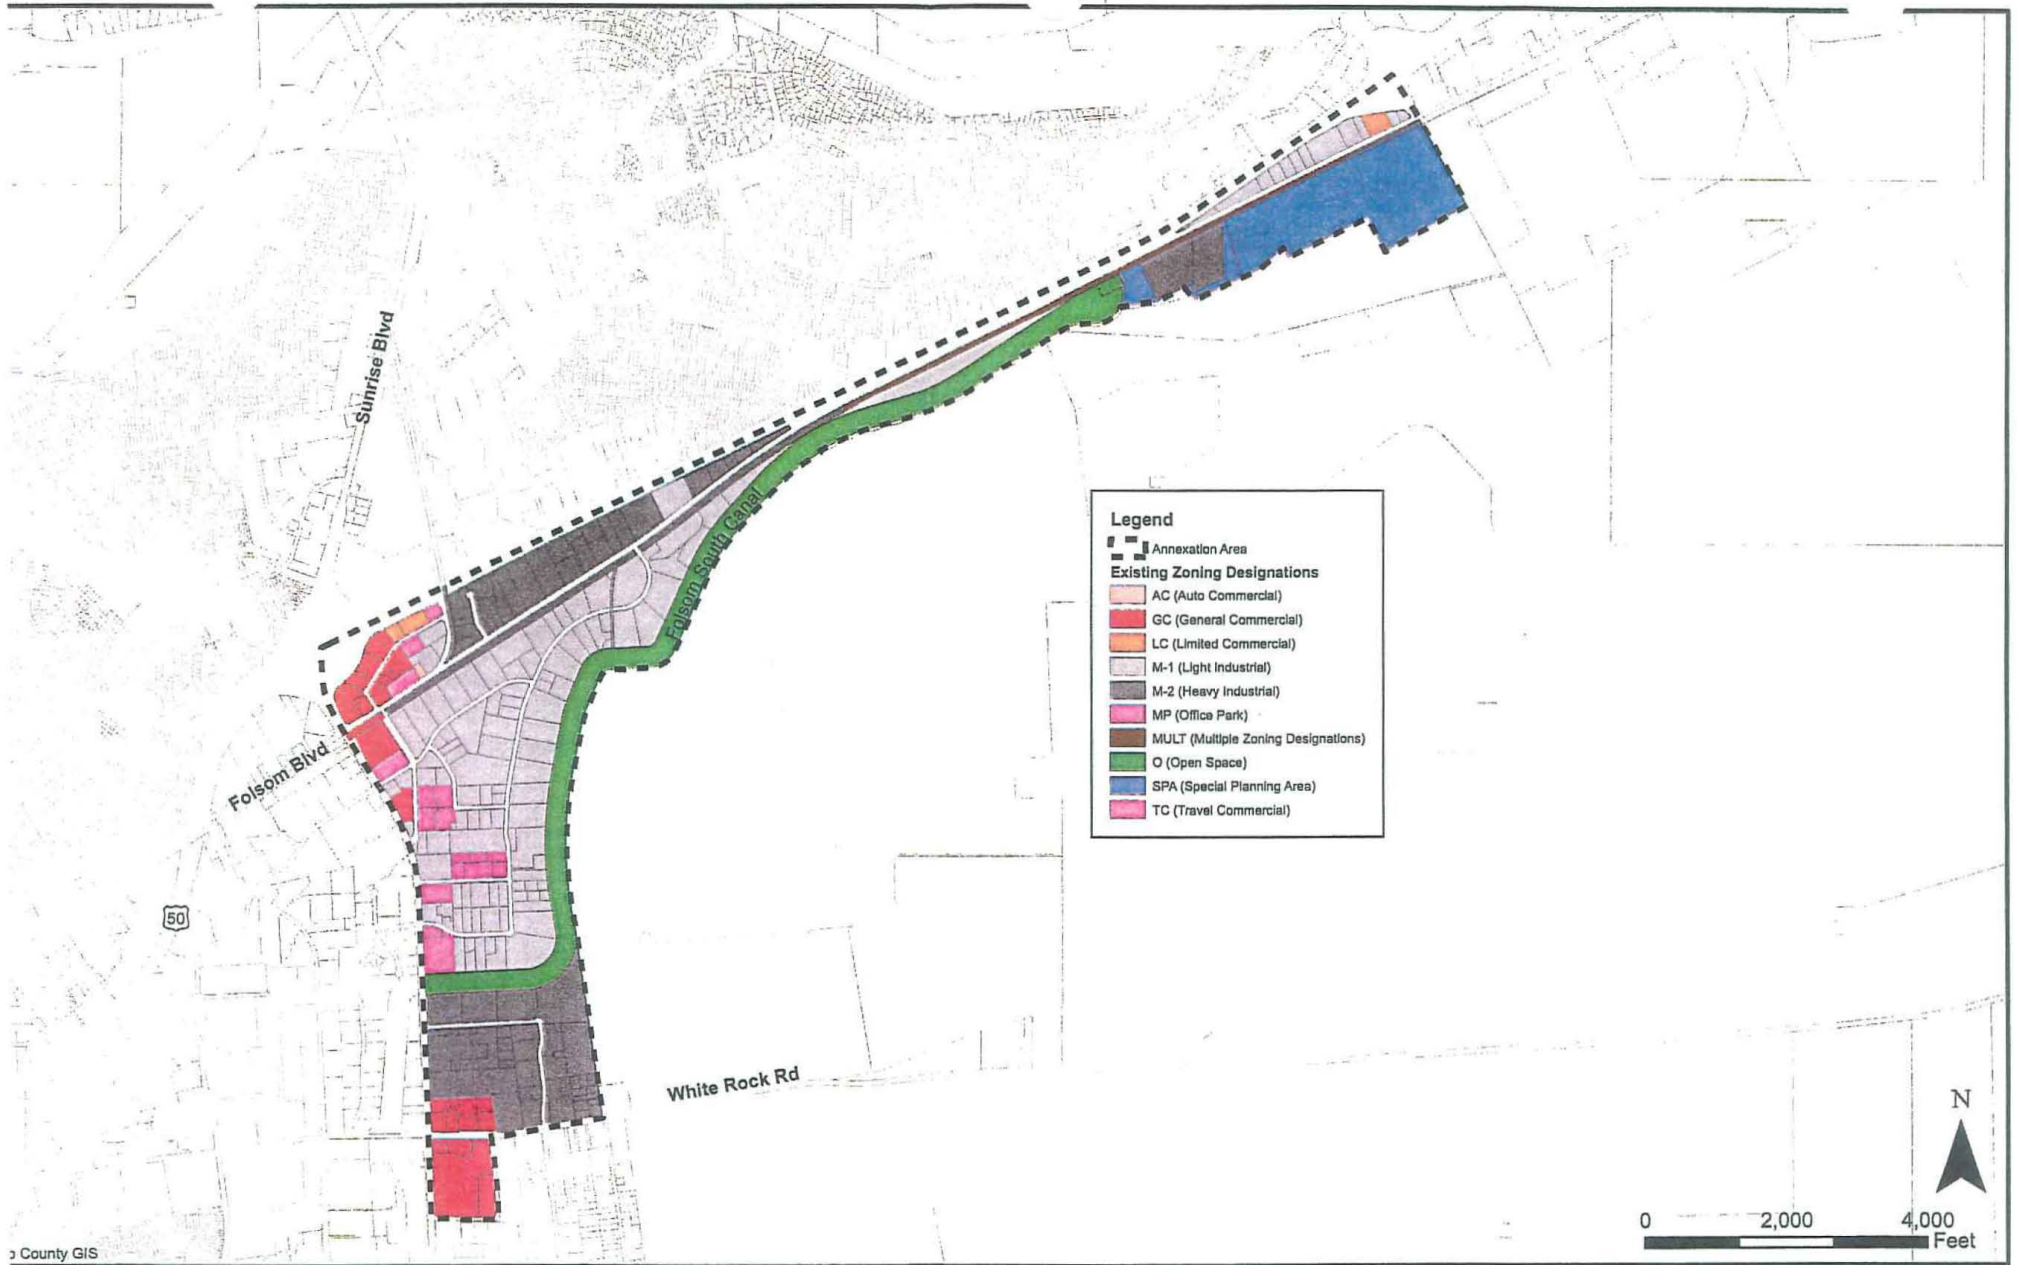 Sunrise Blvd
Folsom South Canal
Legend
Annexation Area
Existing Zoning Designations
AC (Auto Commercial)
GC (General Commercial)
LC (Limited Commercial)
M-1 (Light Industrial)
M-2 (Heavy Industrial)
MP (Office Park)
MULT (Multiple Zoning Designations)
O (Open Space)
SPA (Special Planning Area)
TC (Travel Commercial)
Folsom Blvd
50
White Rock Rd
N
0 2,000 4,000
Feet
County GIS